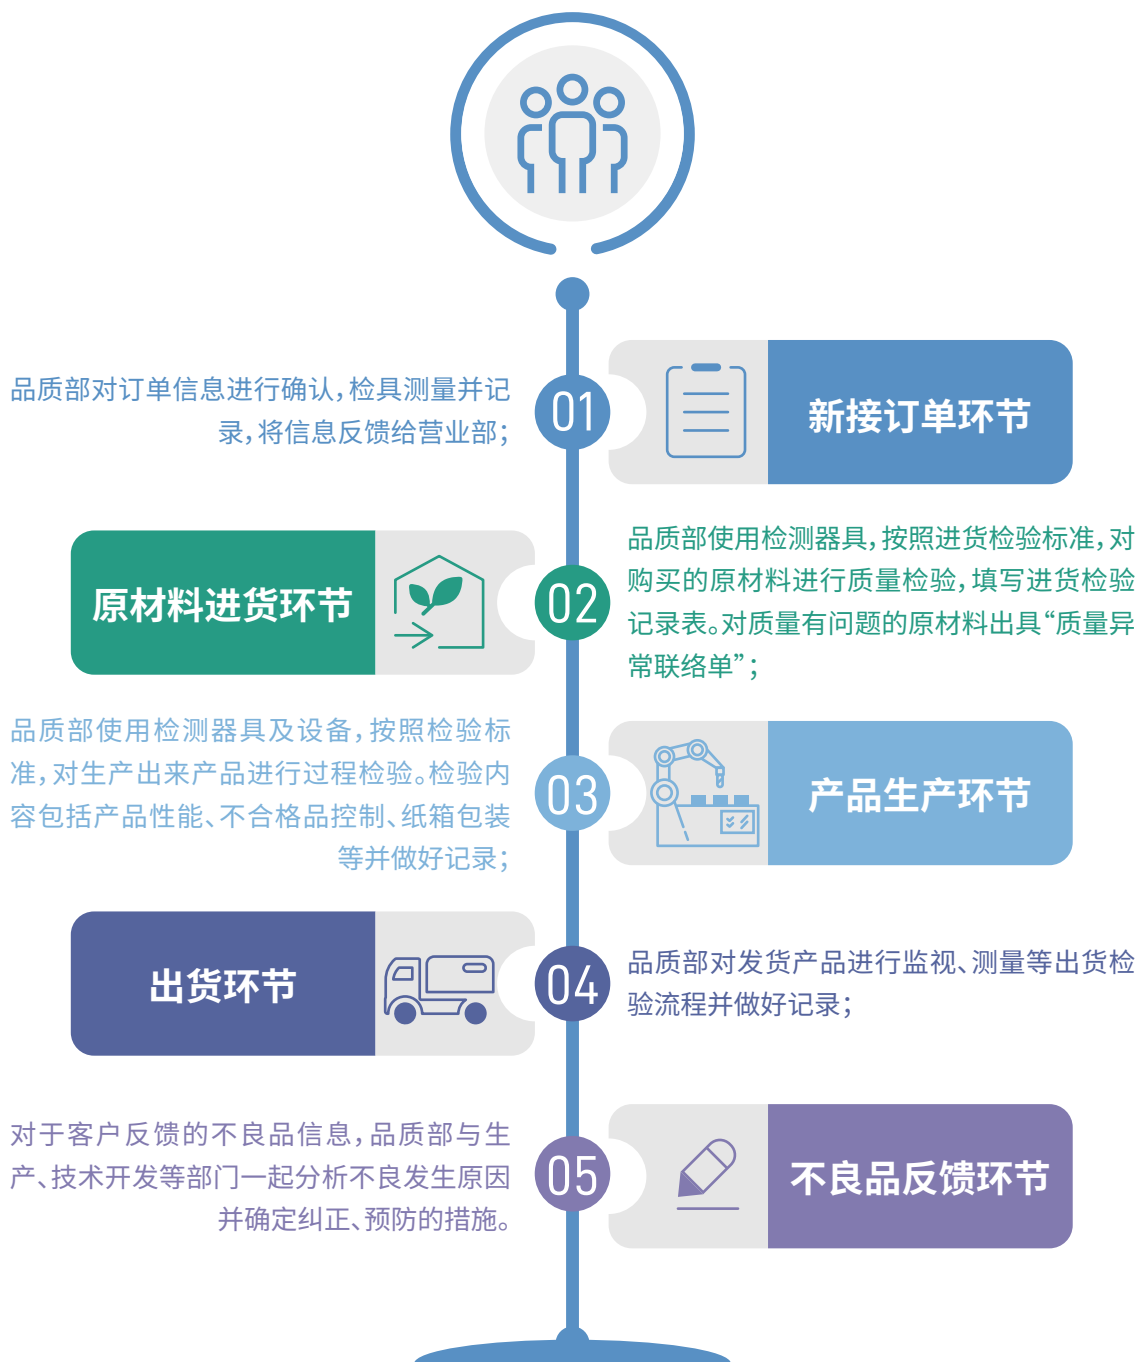 01
新接订单环节
品质部对订单信息进行确认，检具测量并记
录，将信息反馈给营业部；
02
原材料进货环节
品质部使用检测器具，按照进货检验标准，对
购买的原材料进行质量检验，填写进货检验
记录表。对质量有问题的原材料出具“质量异
常联络单”；
03
产品生产环节
品质部使用检测器具及设备，按照检验标
准，对生产出来产品进行过程检验。检验内
容包括产品性能、不合格品控制、纸箱包装
等并做好记录；
04
出货环节
品质部对发货产品进行监视、测量等出货检
验流程并做好记录；
05
不良品反馈环节
对于客户反馈的不良品信息，品质部与生
产、技术开发等部门一起分析不良发生原因
并确定纠正、预防的措施。